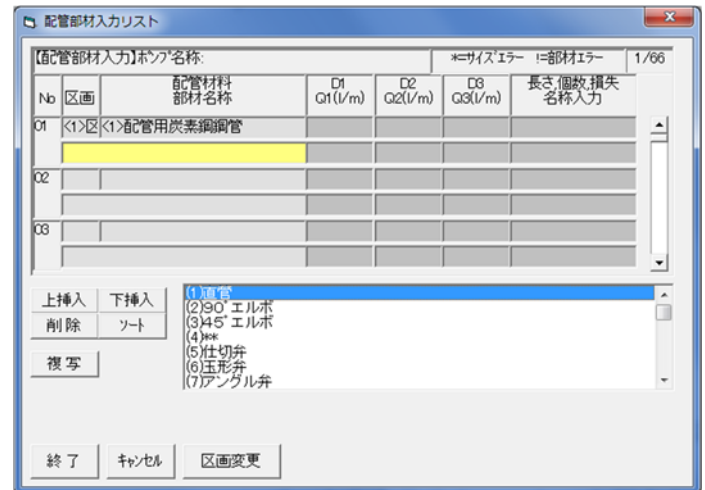 配管部材入力リスト
【配管部材入力】ポンプ名称: *=サイズエラー !=部材エラー 1/66
No 区画 配管材料 部材名称 D1 Q1(l/m) D2 Q2(l/m) D3 Q3(l/m) 長さ,個数,損失 名称入力
01 <1>区 <1>配管用炭素鋼鋼管
02
03
上挿入 下挿入
削除 ソート
複写
(1)直管
(2)90ﾟエルボ
(3)45ﾟエルボ
(4)**
(5)仕切弁
(6)玉形弁
(7)アングル弁
終了 キャンセル 区画変更